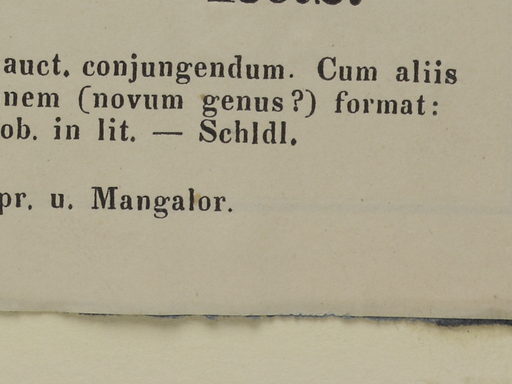 auct. conjungendum. Cum aliis
nem (novum genus?) format:
ob. in lit. — Schldl.
pr. u. Mangalor.